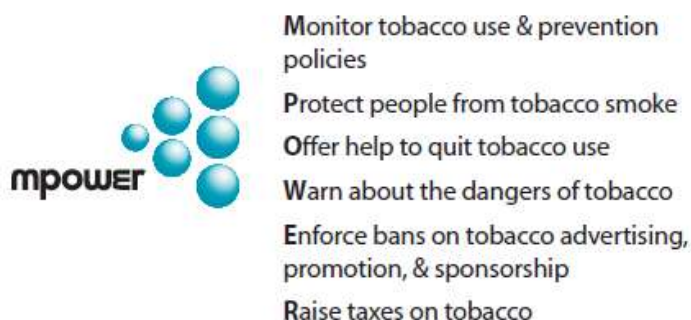 mpower
Monitor tobacco use & prevention
policies
Protect people from tobacco smoke
Offer help to quit tobacco use
Warn about the dangers of tobacco
Enforce bans on tobacco advertising,
promotion, & sponsorship
Raise taxes on tobacco